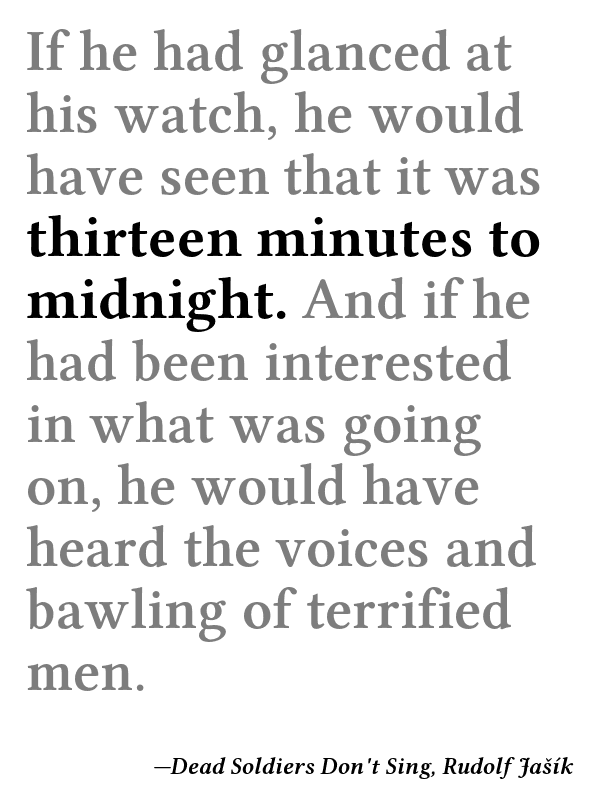 If he had glanced at
his watch, he would
have seen that it was
thirteen minutes to
midnight. And if he
had been interested
in what was going
on, he would have
heard the voices and
bawling of terrified
men.
—Dead Soldiers Don't Sing, Rudolf Jašík